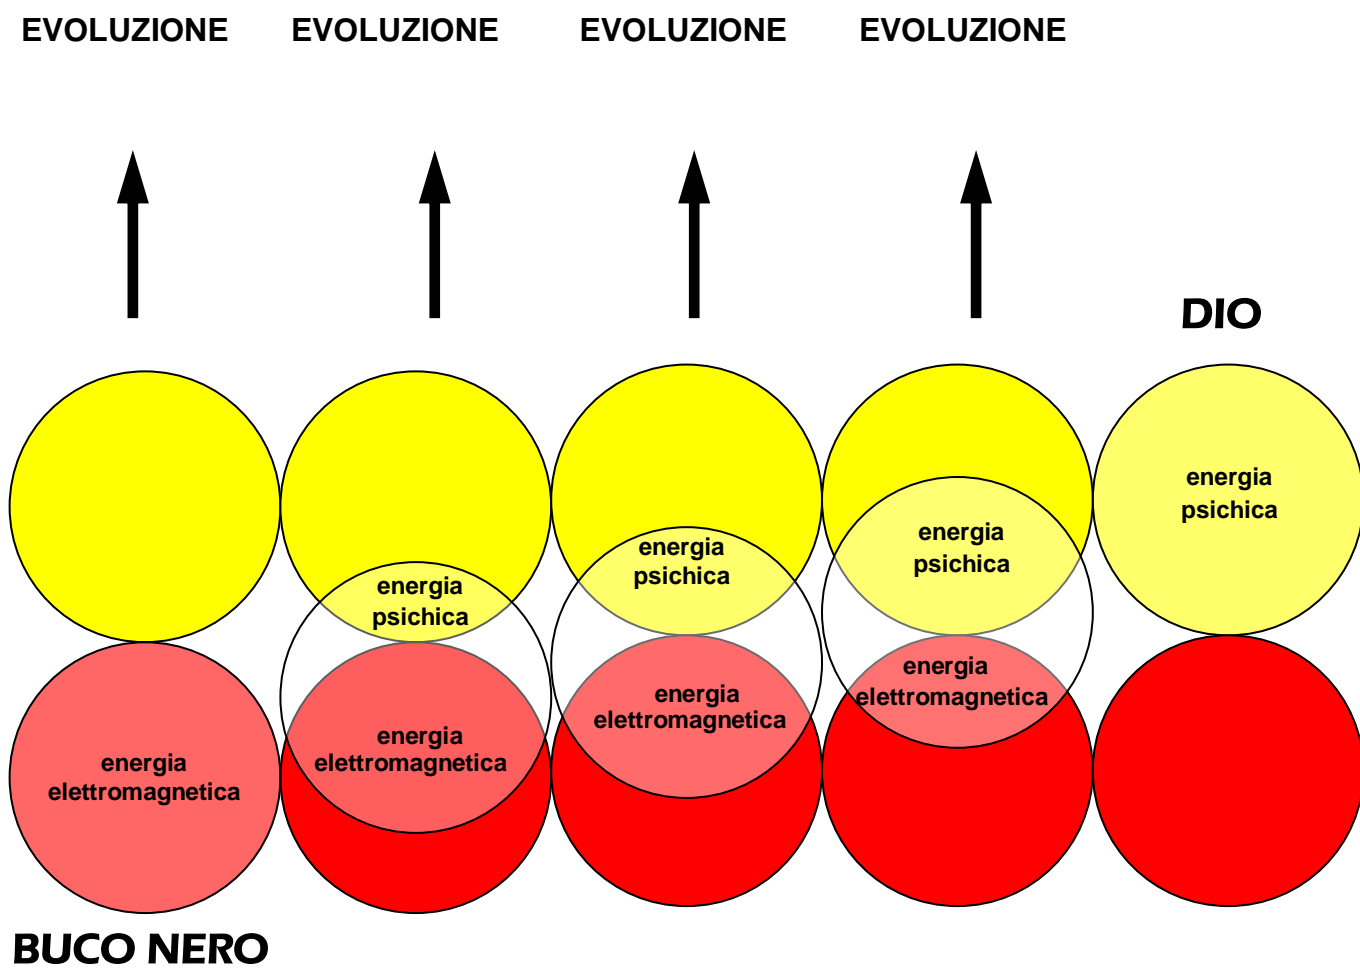 EVOLUZIONE EVOLUZIONE EVOLUZIONE EVOLUZIONE
DIO
energia
psichica
energia
psichica
energia
psichica
energia
psichica
energia
elettromagnetica
energia
elettromagnetica
energia
elettromagnetica
energia
elettromagnetica
BUCO NERO